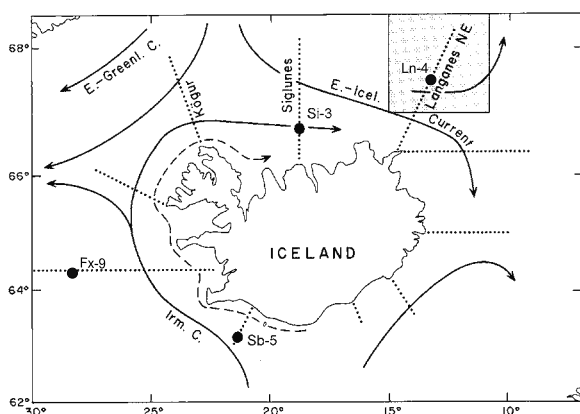 68°
66°
64°
62°
30°
25°
20°
15°
10°
E.-Greenl. C.
Kögur
Siglunes
Si-3
E.-Icel.
Current
Ln-4
Langanes NE
ICELAND
Fx-9
Irm. C.
Sb-5